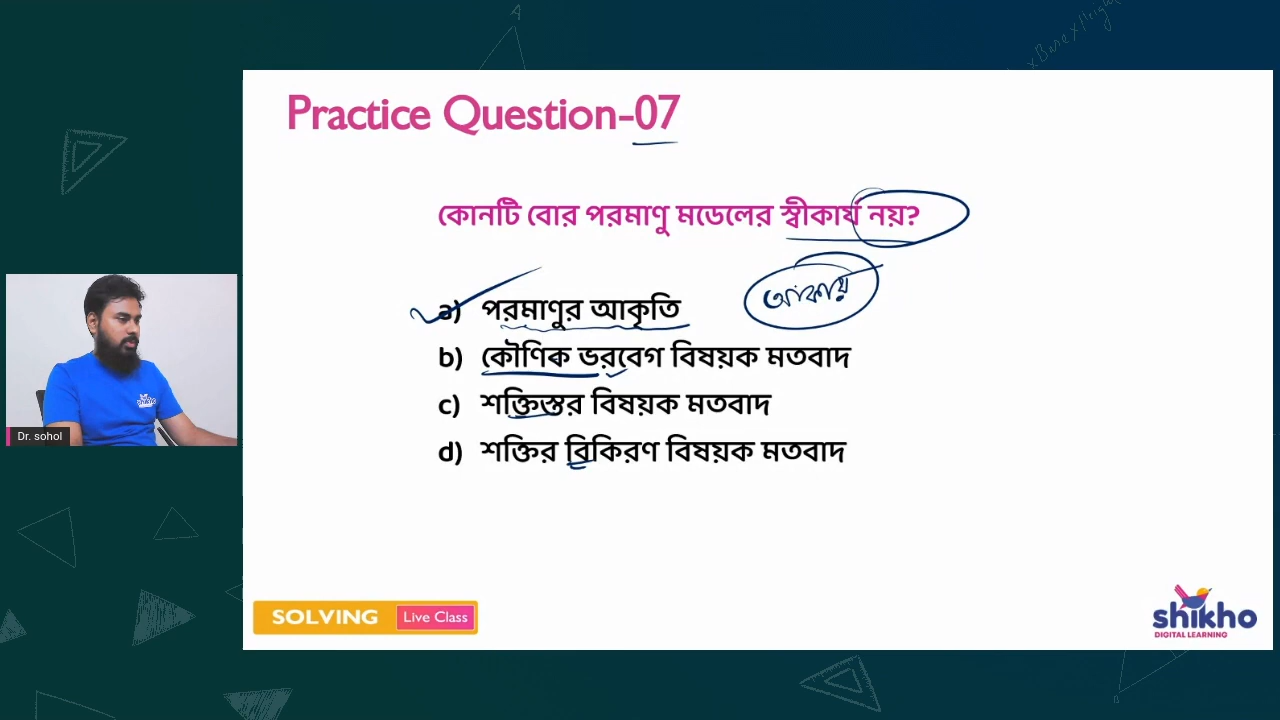 Practice Question-07
কোনটি বোর পরমাণু মডেলের স্বীকার্য নয়?
a) পরমাণুর আকৃতি
আকার
b) কৌণিক ভরবেগ বিষয়ক মতবাদ
c) শক্তিস্তর বিষয়ক মতবাদ
d) শক্তির বিকিরণ বিষয়ক মতবাদ
Dr. sohol
SOLVING Live Class
shikho
DIGITAL LEARNING